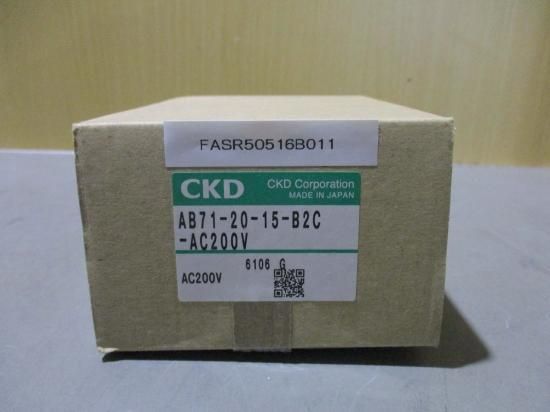 FASR50516B011
CKD
CKD Corporation
MADE IN JAPAN
AB71-20-15-B2C
-AC200V
6106 G
AC200V